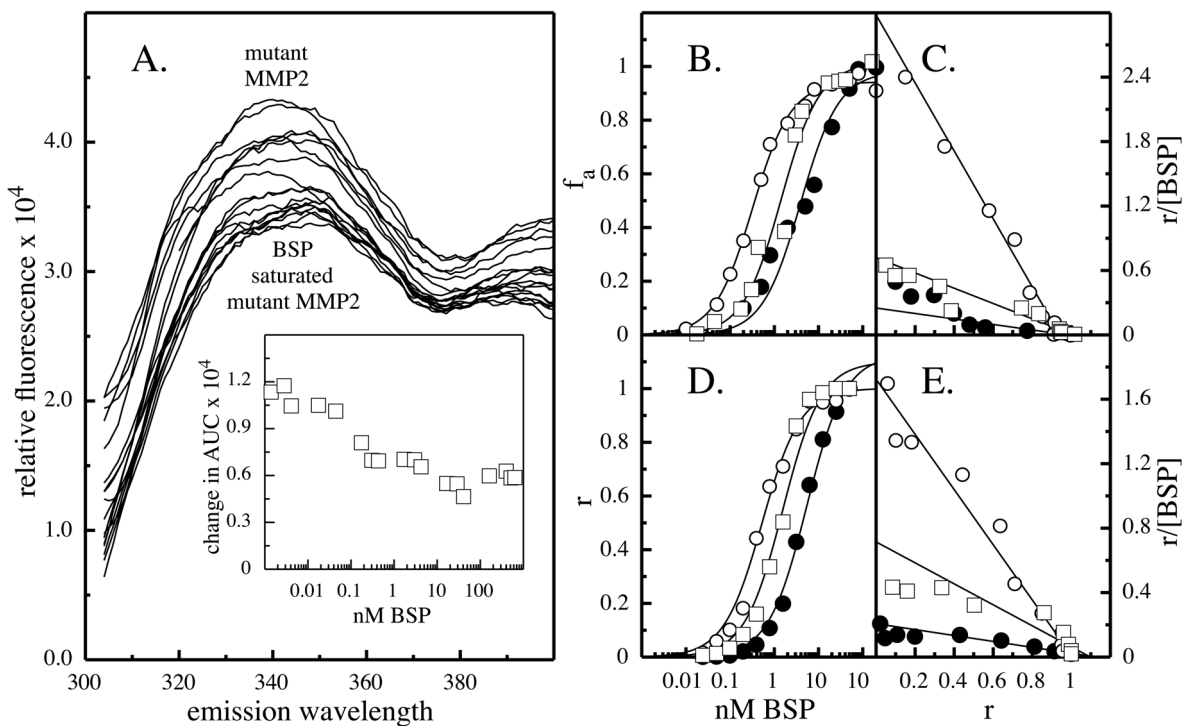 A.
mutant
MMP2
BSP
saturated
mutant MMP2
relative fluorescence x 10^4
4.0
3.0
2.0
1.0
0.0
300 320 340 360 380
emission wavelength
change in AUC x 10^4
1.2
0.9
0.6
0.3
0
0.01 0.1 1 10 100
nM BSP
B.
f_a
1
0.8
0.6
0.4
0.2
0
C.
2.4
1.8
1.2
0.6
0
r/[BSP]
D.
r
1
0.8
0.6
0.4
0.2
0
0.01 0.1 1 10 10
nM BSP
E.
1.6
1.2
0.8
0.4
0
r/[BSP]
0.2 0.4 0.6 0.8 1
r